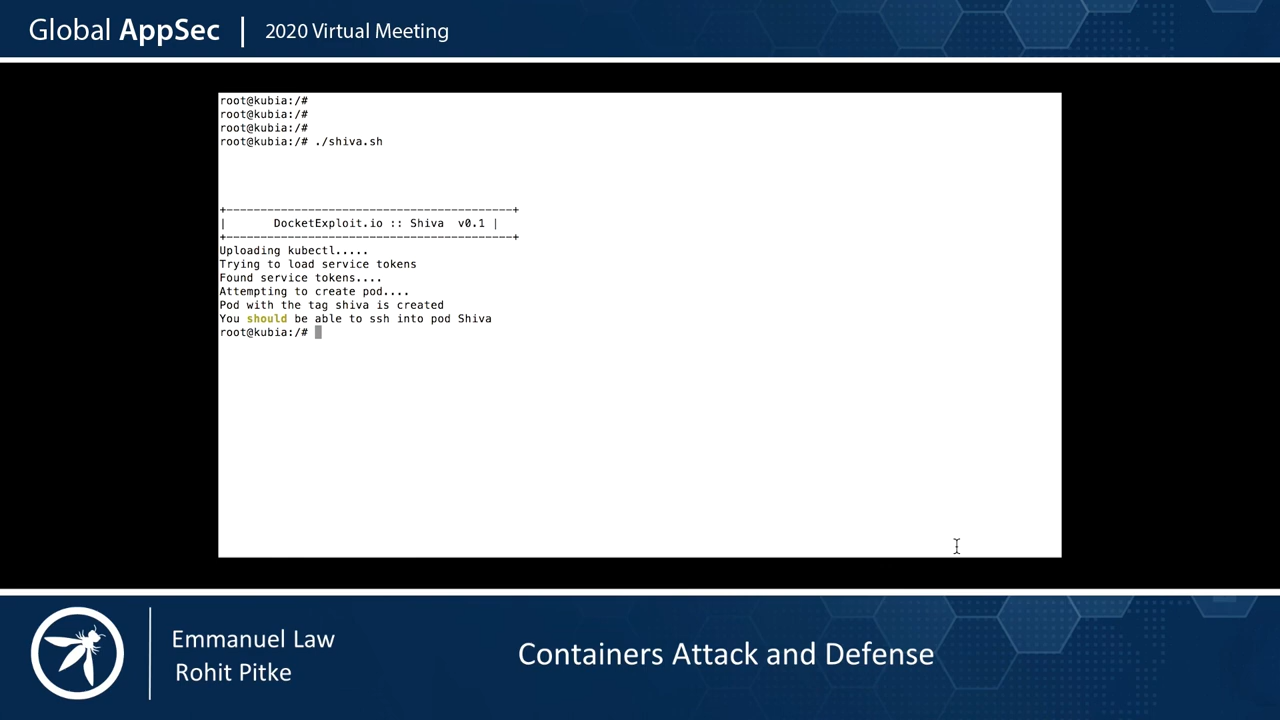 Global AppSec | 2020 Virtual Meeting
root@kubia:/#
root@kubia:/#
root@kubia:/#
root@kubia:/# ./shiva.sh
+-------------------------------------------+
|       DocketExploit.io :: Shiva  v0.1 |
+-------------------------------------------+
Uploading kubectl.....
Trying to load service tokens
Found service tokens....
Attempting to create pod....
Pod with the tag shiva is created
You should be able to ssh into pod Shiva
root@kubia:/#
Emmanuel Law
Rohit Pitke
Containers Attack and Defense